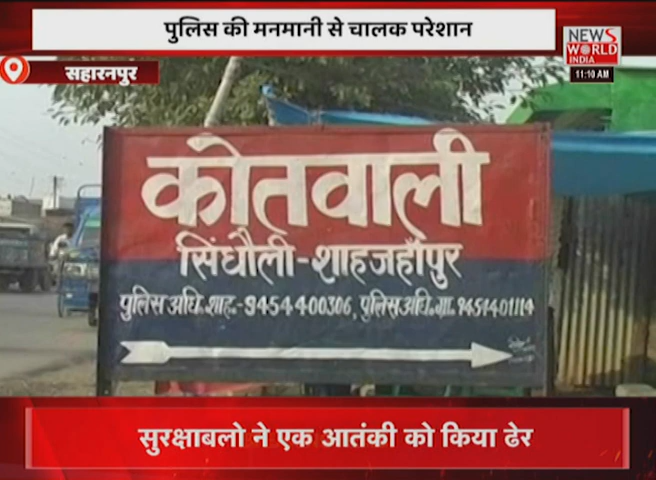 पुलिस की मनमानी से चालक परेशान
NEWS
WORLD
INDIA
11:10 AM
सहारनपुर
कोतवाली
सिंधौली-शाहजहाँपुर
पुलिस अधि. शह.-9454400306, पुलिस अधि. ग्रा. 9454401114
सुरक्षाबलो ने एक आतंकी को किया ढेर